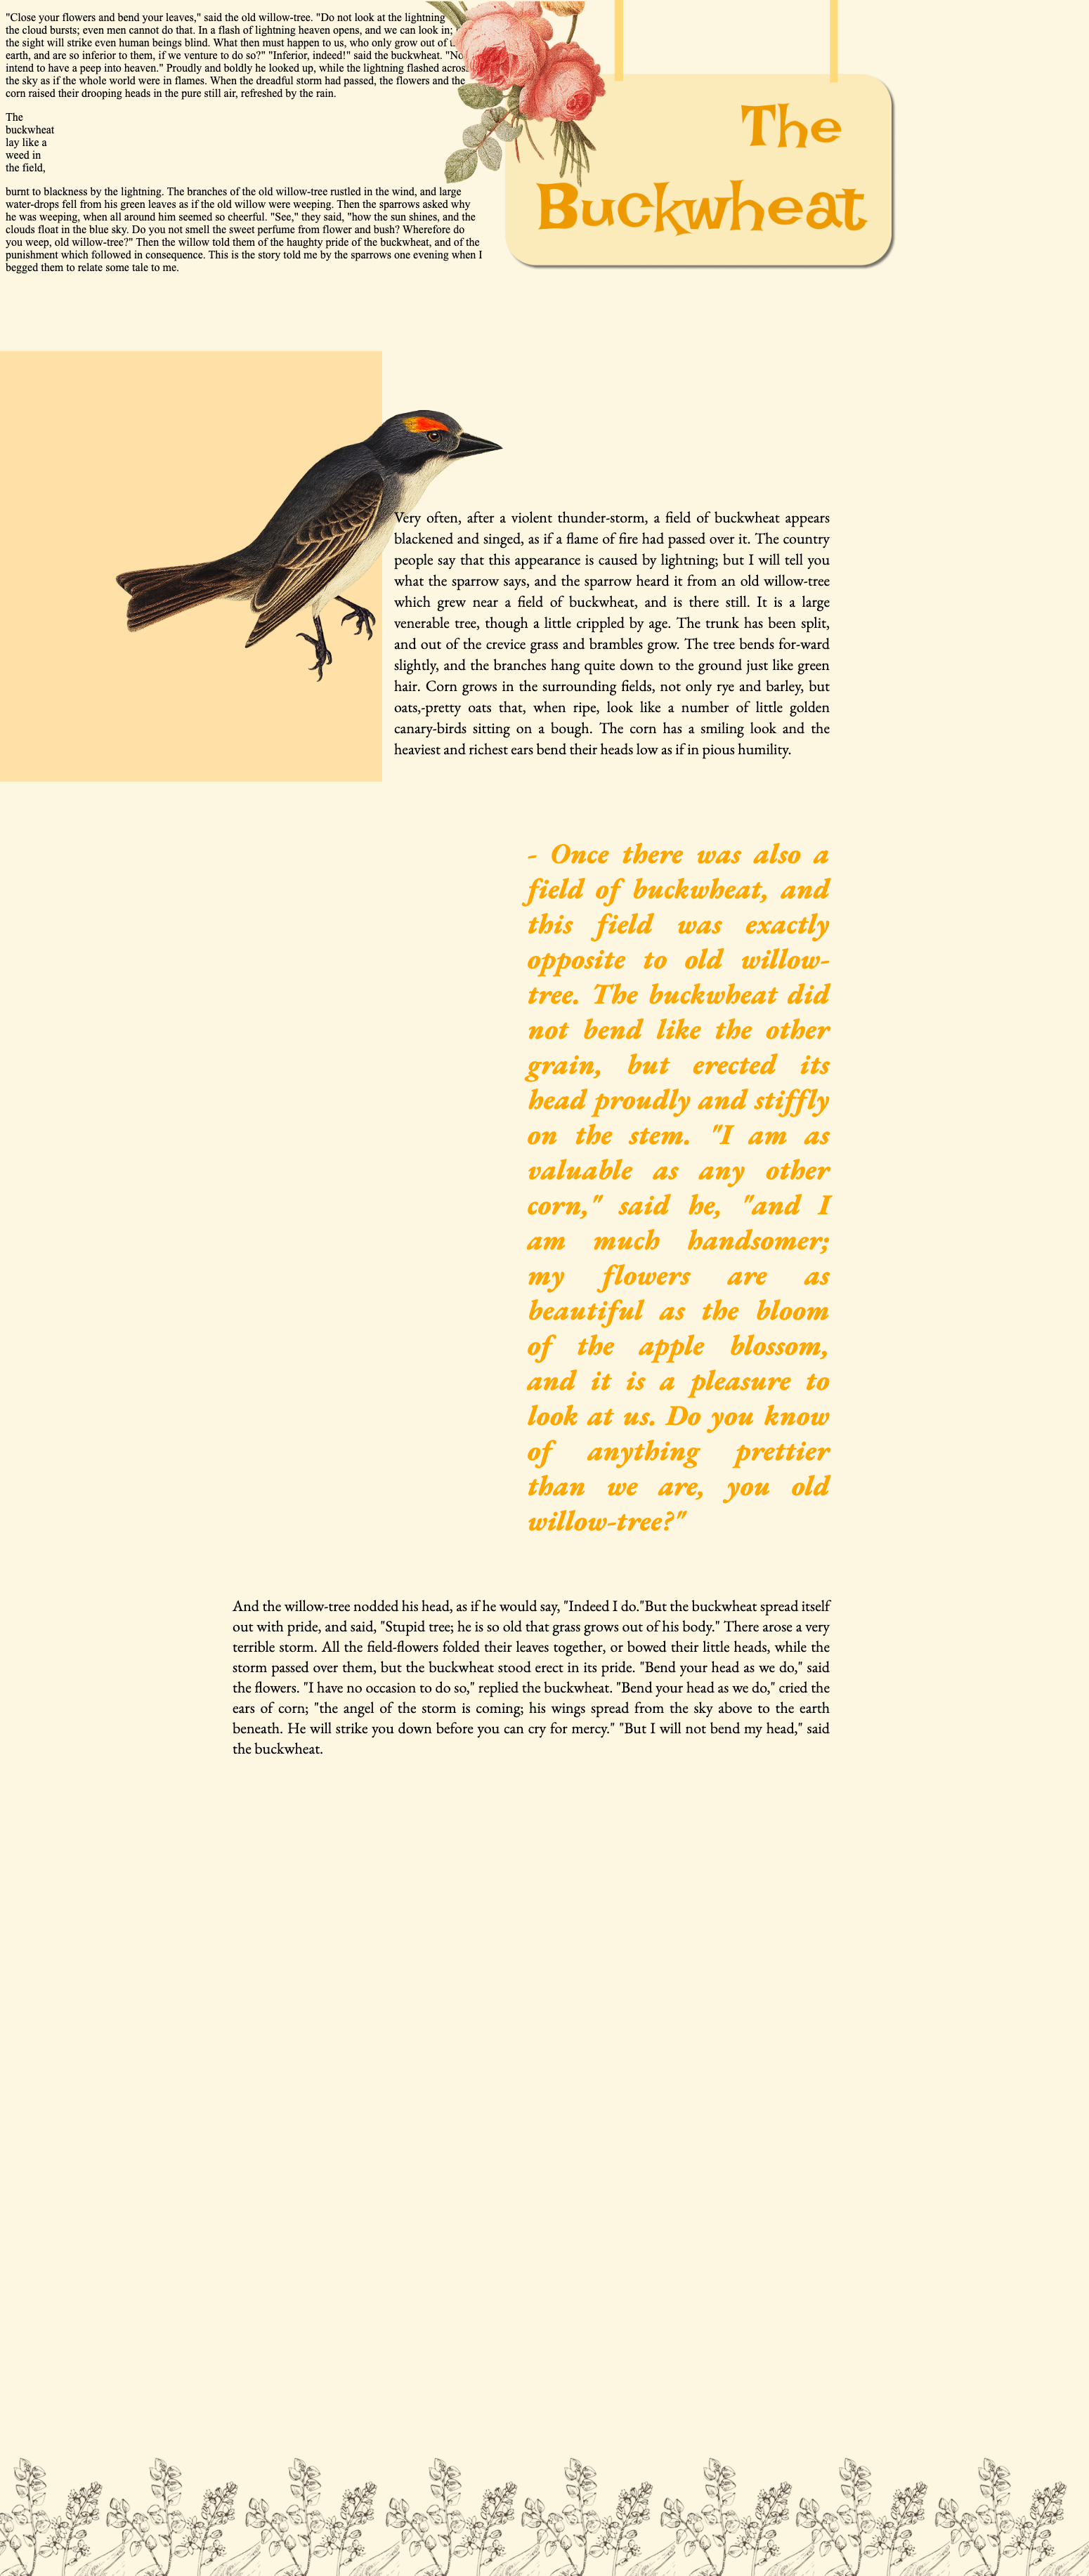 "Close your flowers and bend your leaves," said the old willow-tree. "Do not look at the lightning
the cloud bursts; even men cannot do that. In a flash of lightning heaven opens, and we can look in;
the sight will strike even human beings blind. What then must happen to us, who only grow out of
earth, and are so inferior to them, if we venture to do so?" "Inferior, indeed!" said the buckwheat. "No
intend to have a peep into heaven." Proudly and boldly he looked up, while the lightning flashed across
the sky as if the whole world were in flames. When the dreadful storm had passed, the flowers and the
corn raised their drooping heads in the pure still air, refreshed by the rain.
The
buckwheat
lay like a
weed in
the field,
burnt to blackness by the lightning. The branches of the old willow-tree rustled in the wind, and large
water-drops fell from his green leaves as if the old willow were weeping. Then the sparrows asked why
he was weeping, when all around him seemed so cheerful. "See," they said, "how the sun shines, and the
clouds float in the blue sky. Do you not smell the sweet perfume from flower and bush? Wherefore do
you weep, old willow-tree?" Then the willow told them of the haughty pride of the buckwheat, and of the
punishment which followed in consequence. This is the story told me by the sparrows one evening when I
begged them to relate some tale to me.
The
Buckwheat
Very often, after a violent thunder-storm, a field of buckwheat appears
blackened and singed, as if a flame of fire had passed over it. The country
people say that this appearance is caused by lightning; but I will tell you
what the sparrow says, and the sparrow heard it from an old willow-tree
which grew near a field of buckwheat, and is there still. It is a large
venerable tree, though a little crippled by age. The trunk has been split,
and out of the crevice grass and brambles grow. The tree bends for-ward
slightly, and the branches hang quite down to the ground just like green
hair. Corn grows in the surrounding fields, not only rye and barley, but
oats,-pretty oats that, when ripe, look like a number of little golden
canary-birds sitting on a bough. The corn has a smiling look and the
heaviest and richest ears bend their heads low as if in pious humility.
- Once there was also a
field of buckwheat, and
this field was exactly
opposite to old willow-
tree. The buckwheat did
not bend like the other
grain, but erected its
head proudly and stiffly
on the stem. "I am as
valuable as any other
corn," said he, "and I
am much handsomer;
my flowers are as
beautiful as the bloom
of the apple blossom,
and it is a pleasure to
look at us. Do you know
of anything prettier
than we are, you old
willow-tree?"
And the willow-tree nodded his head, as if he would say, "Indeed I do."But the buckwheat spread itself
out with pride, and said, "Stupid tree; he is so old that grass grows out of his body." There arose a very
terrible storm. All the field-flowers folded their leaves together, or bowed their little heads, while the
storm passed over them, but the buckwheat stood erect in its pride. "Bend your head as we do," said
the flowers. "I have no occasion to do so," replied the buckwheat. "Bend your head as we do," cried the
ears of corn; "the angel of the storm is coming; his wings spread from the sky above to the earth
beneath. He will strike you down before you can cry for mercy." "But I will not bend my head," said
the buckwheat.